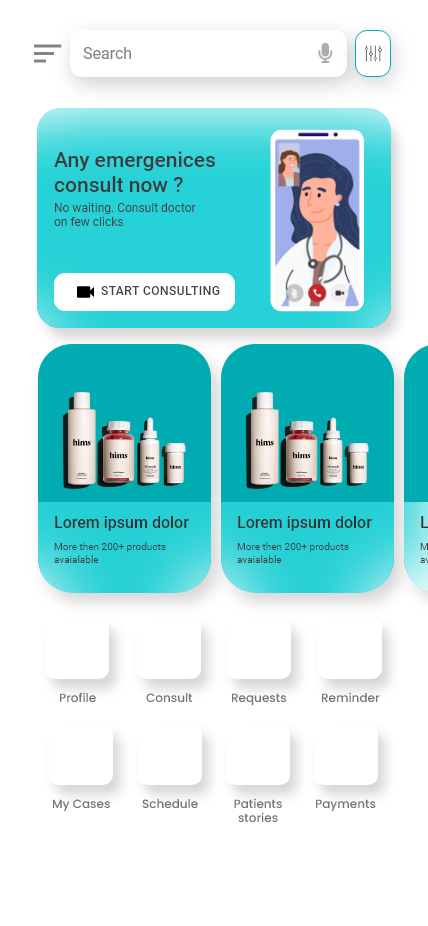 Search
Any emergenices
consult now ?
No waiting. Consult doctor
on few clicks
START CONSULTING
hims
hims
hims
hims
hims
hims
hims
hims
Lorem ipsum dolor
Lorem ipsum dolor
L
More then 200+ products
avaialable
More then 200+ products
avaialable
Profile
Consult
Requests
Reminder
My Cases
Schedule
Patients
stories
Payments